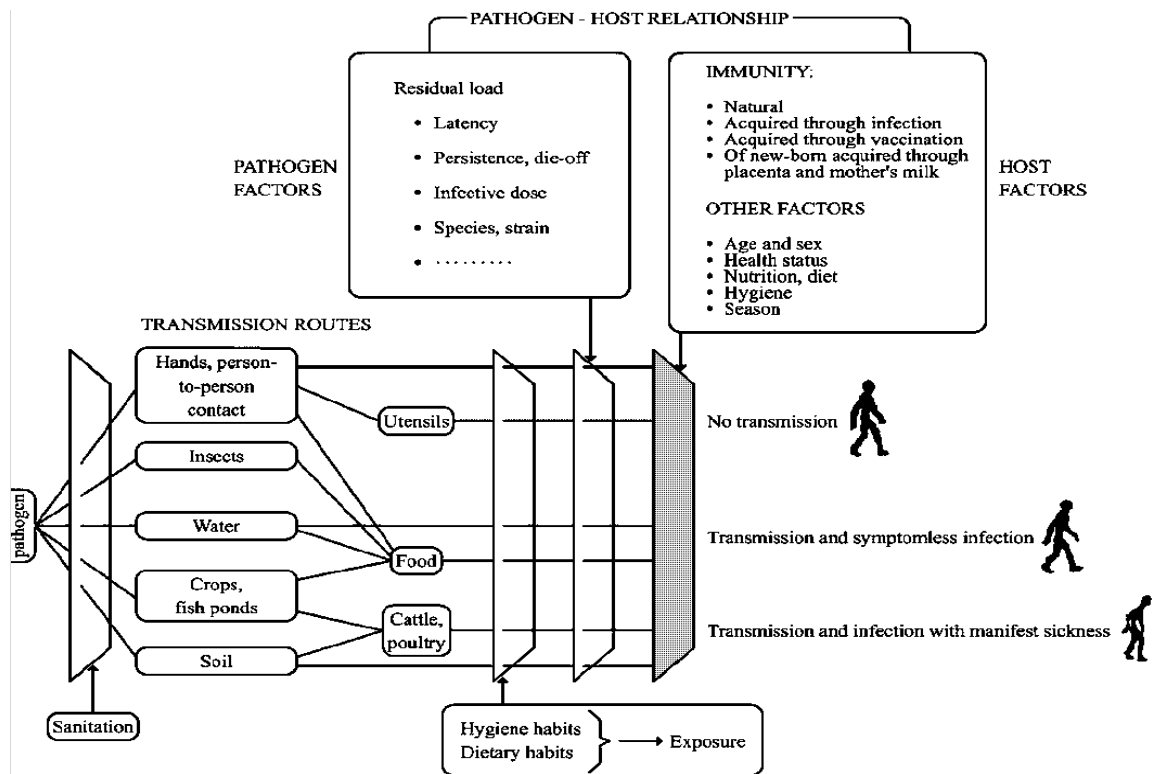 PATHOGEN - HOST RELATIONSHIP
PATHOGEN
FACTORS
Residual load
• Latency
• Persistence, die-off
• Infective dose
• Species, strain
• ·········
IMMUNITY:
• Natural
• Acquired through infection
• Acquired through vaccination
• Of new-born acquired through
placenta and mother's milk
OTHER FACTORS
• Age and sex
• Health status
• Nutrition, diet
• Hygiene
• Season
HOST
FACTORS
TRANSMISSION ROUTES
pathogen
Hands, person-
to-person
contact
Insects
Water
Crops,
fish ponds
Soil
Utensils
Food
Cattle,
poultry
No transmission
Transmission and symptomless infection
Transmission and infection with manifest sickness
Sanitation
Hygiene habits
Dietary habits
Exposure